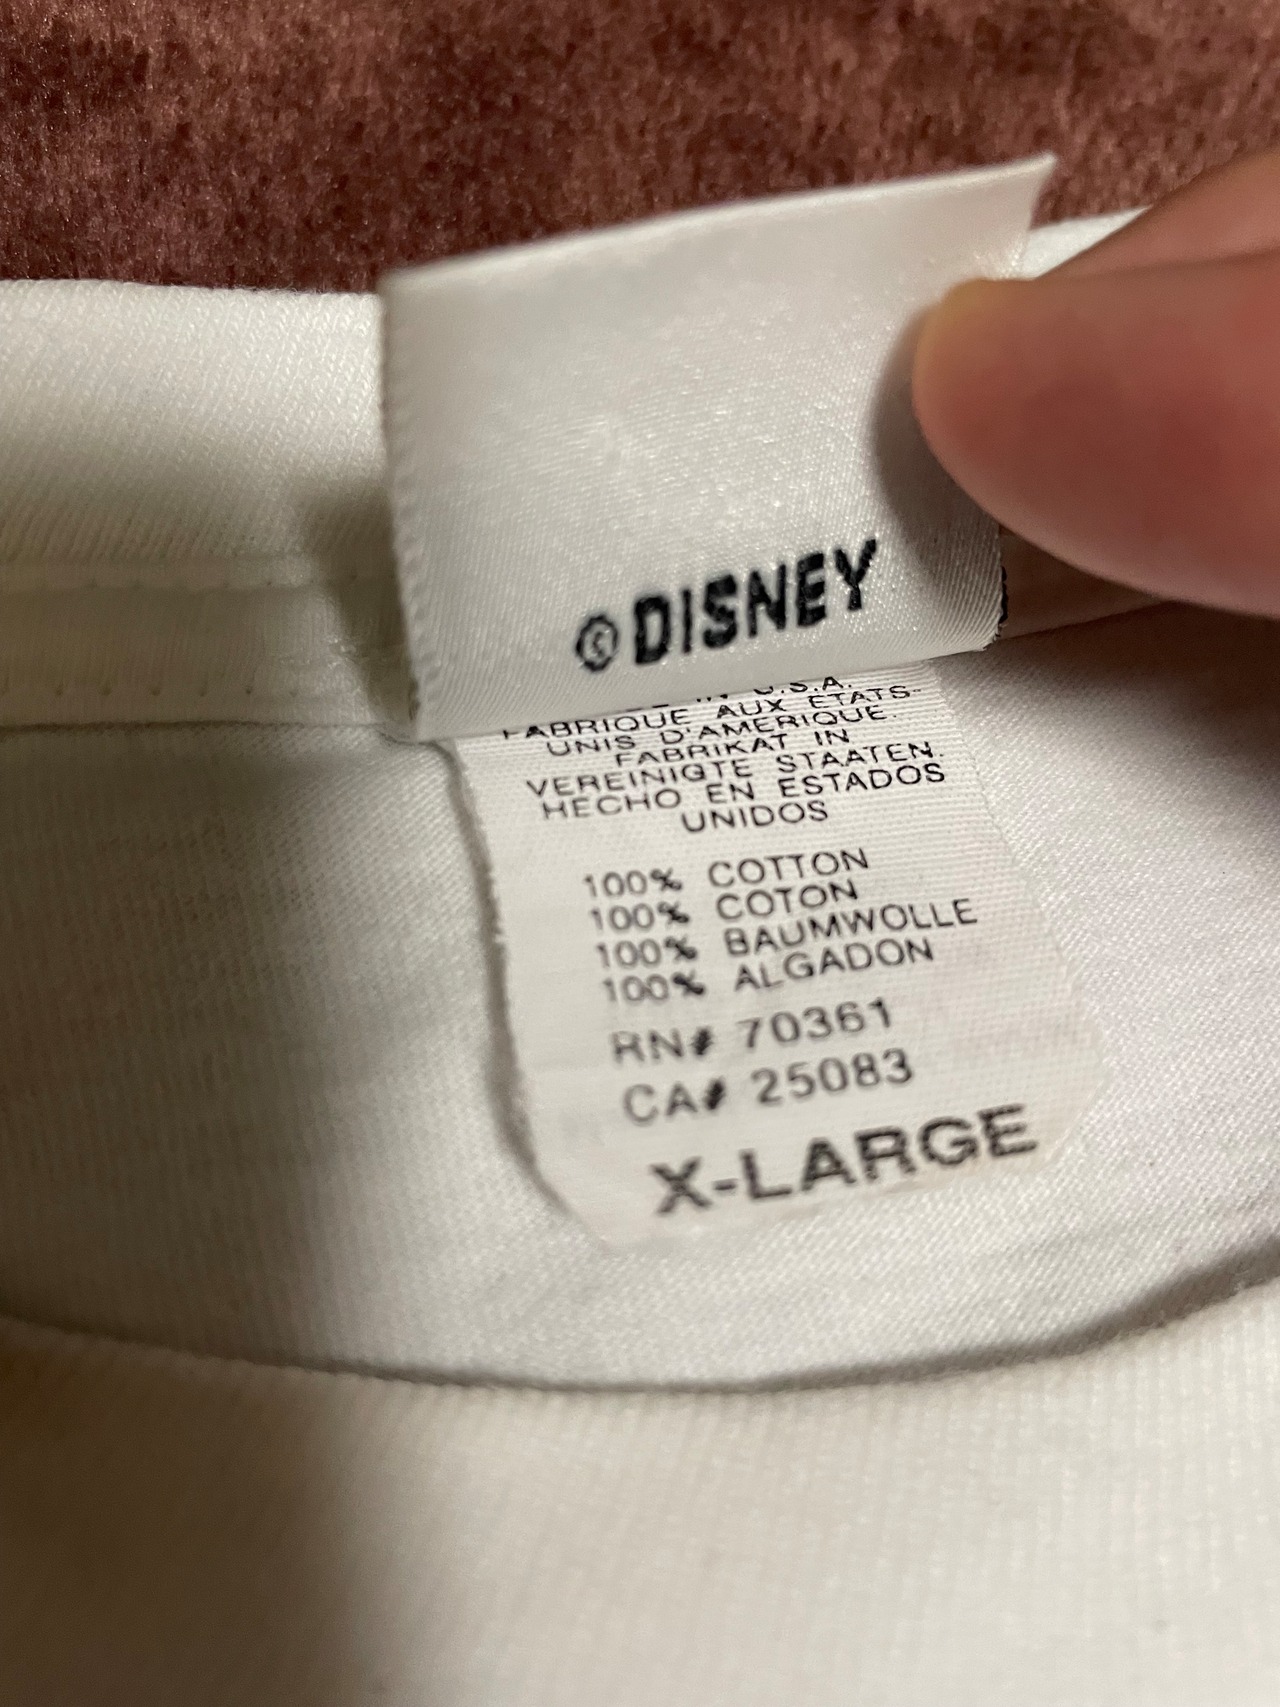 ©DISNEY
IN U.S.A.
FABRIQUE AUX ETATS-
UNIS D'AMERIQUE
FABRIKAT IN
VEREINIGTE STAATEN.
HECHO EN ESTADOS
UNIDOS
100% COTTON
100% COTON
100% BAUMWOLLE
100% ALGADON
RN# 70361
CA# 25083
X-LARGE